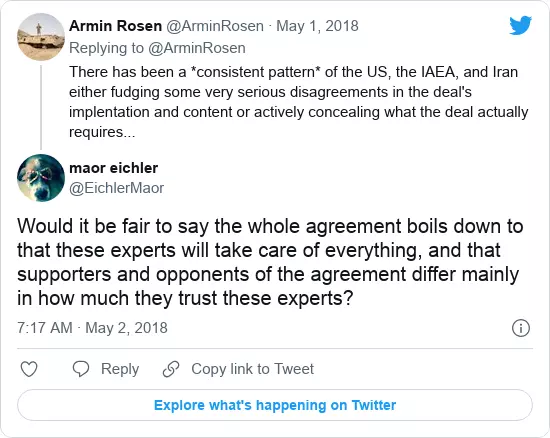 Armin Rosen @ArminRosen · May 1, 2018
Replying to @ArminRosen
There has been a *consistent pattern* of the US, the IAEA, and Iran
either fudging some very serious disagreements in the deal's
implentation and content or actively concealing what the deal actually
requires...
maor eichler
@EichlerMaor
Would it be fair to say the whole agreement boils down to
that these experts will take care of everything, and that
supporters and opponents of the agreement differ mainly
in how much they trust these experts?
7:17 AM · May 2, 2018
Reply
Copy link to Tweet
Explore what's happening on Twitter